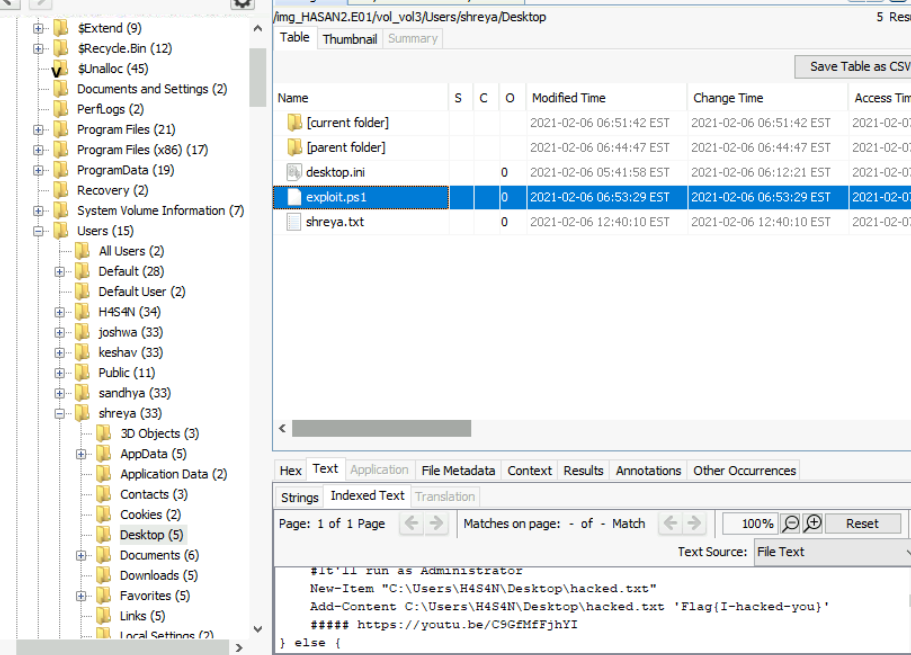 $Extend (9)
$Recycle.Bin (12)
$Unalloc (45)
Documents and Settings (2)
PerfLogs (2)
Program Files (21)
Program Files (x86) (17)
ProgramData (19)
Recovery (2)
System Volume Information (7)
Users (15)
All Users (2)
Default (28)
Default User (2)
H4S4N (34)
joshwa (33)
keshav (33)
Public (11)
sandhya (33)
shreya (33)
3D Objects (3)
AppData (5)
Application Data (2)
Contacts (3)
Cookies (2)
Desktop (5)
Documents (6)
Downloads (5)
Favorites (5)
Links (5)
Local Settings (2)
/img_HASAN2.E01/vol_vol3/Users/shreya/Desktop 5
Table Thumbnail Summary
Save Table as CSV
Name S C O Modified Time Change Time Access
[current folder] 2021-02-06 06:51:42 EST 2021-02-06 06:51:42 EST 2021-02-0
[parent folder] 2021-02-06 06:44:47 EST 2021-02-06 06:44:47 EST 2021-02-0
desktop.ini 0 2021-02-06 05:41:58 EST 2021-02-06 06:12:21 EST 2021-02-0
exploit.ps1 0 2021-02-06 06:53:29 EST 2021-02-06 06:53:29 EST 2021-02-0
shreya.txt 0 2021-02-06 12:40:10 EST 2021-02-06 12:40:10 EST 2021-02-0
Hex Text Application File Metadata Context Results Annotations Other Occurrences
Strings Indexed Text Translation
Page: 1 of 1 Page Matches on page: - of - Match 100% Reset
Text Source: File Text
#It'll run as Administrator
New-Item "C:\Users\H4S4N\Desktop\hacked.txt"
Add-Content C:\Users\H4S4N\Desktop\hacked.txt 'Flag{I-hacked-you}'
##### https://youtu.be/C9GfMfFjhYI
} else {